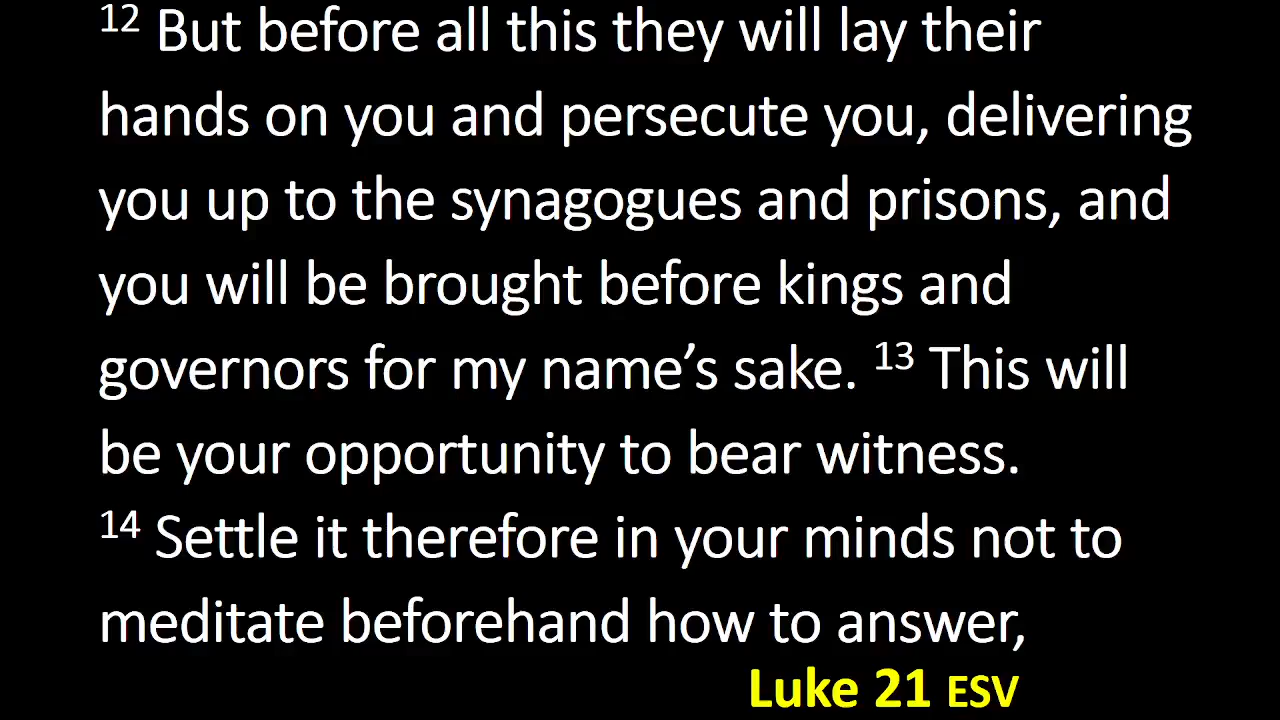 12 But before all this they will lay their
hands on you and persecute you, delivering
you up to the synagogues and prisons, and
you will be brought before kings and
governors for my name’s sake. 13 This will
be your opportunity to bear witness.
14 Settle it therefore in your minds not to
meditate beforehand how to answer,
Luke 21 ESV